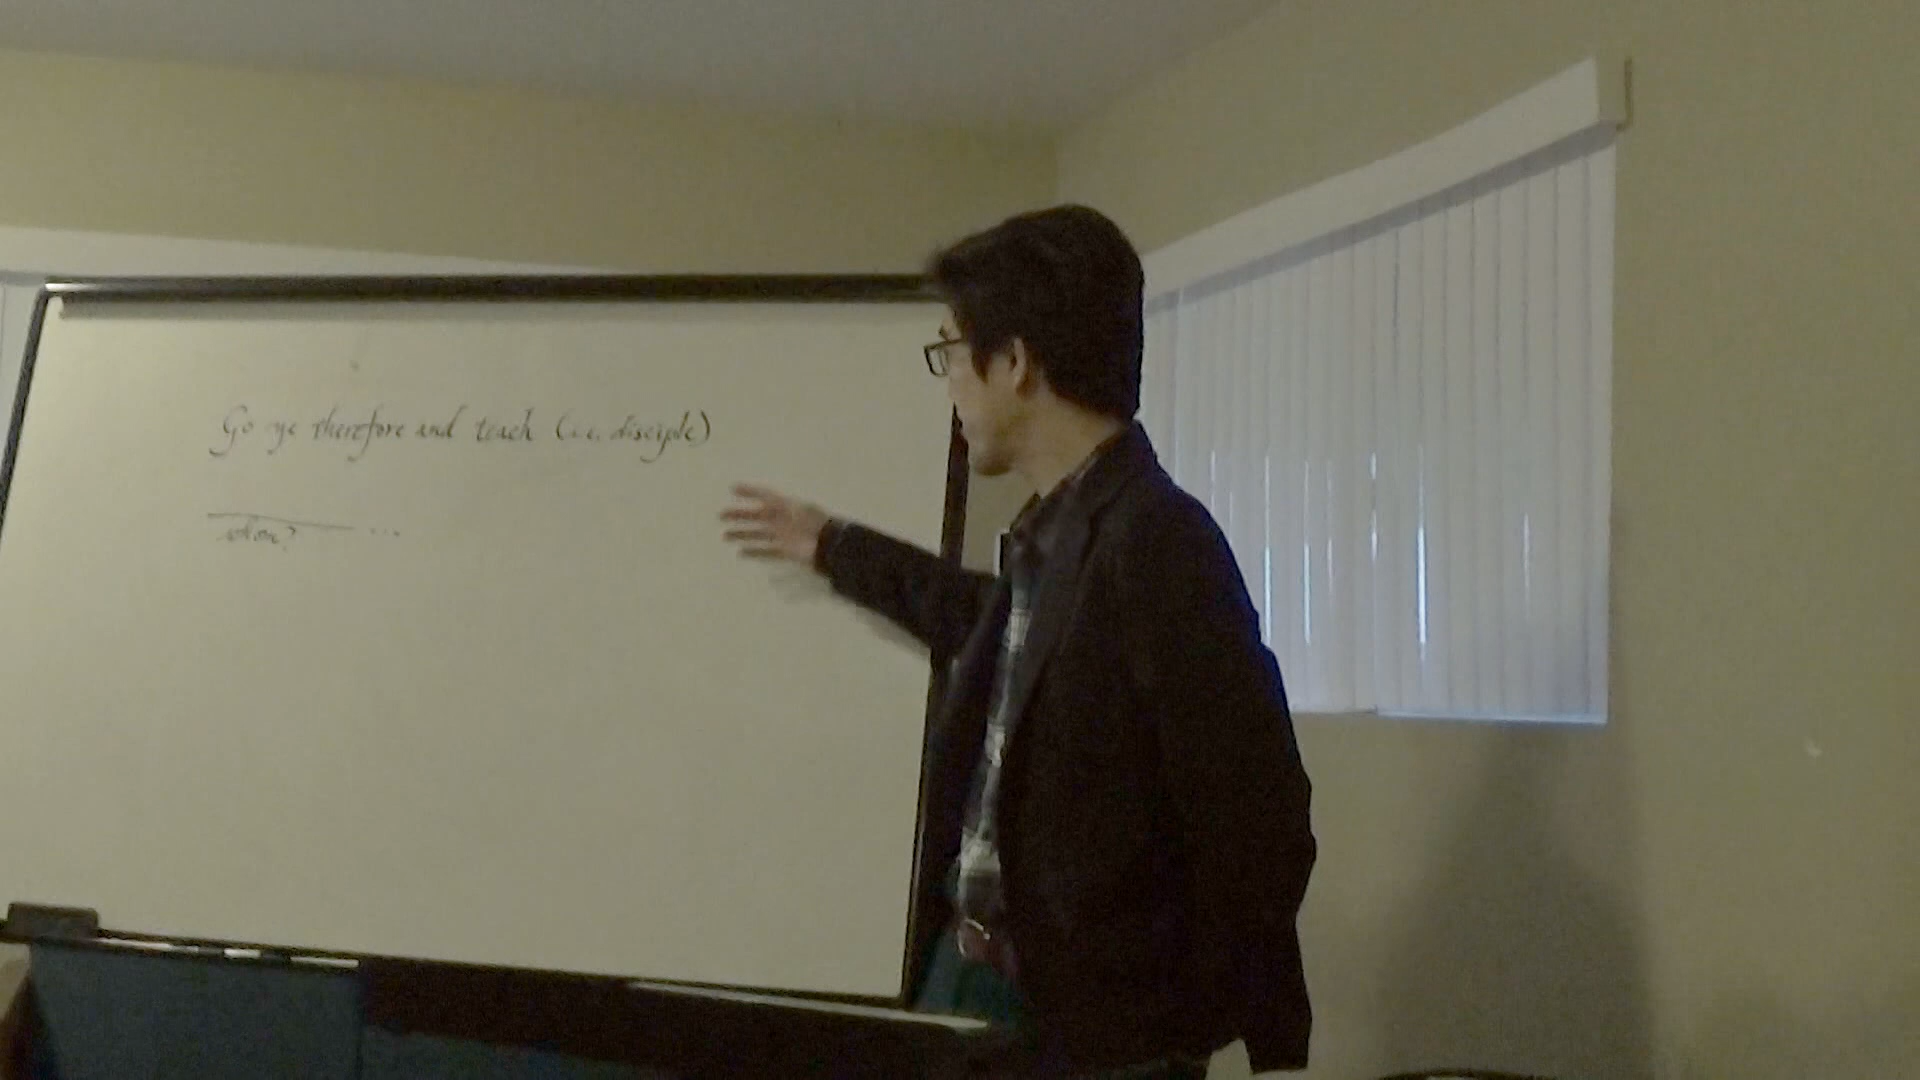 Go ye therefore and teach (i.e. disciple)
whom? ...